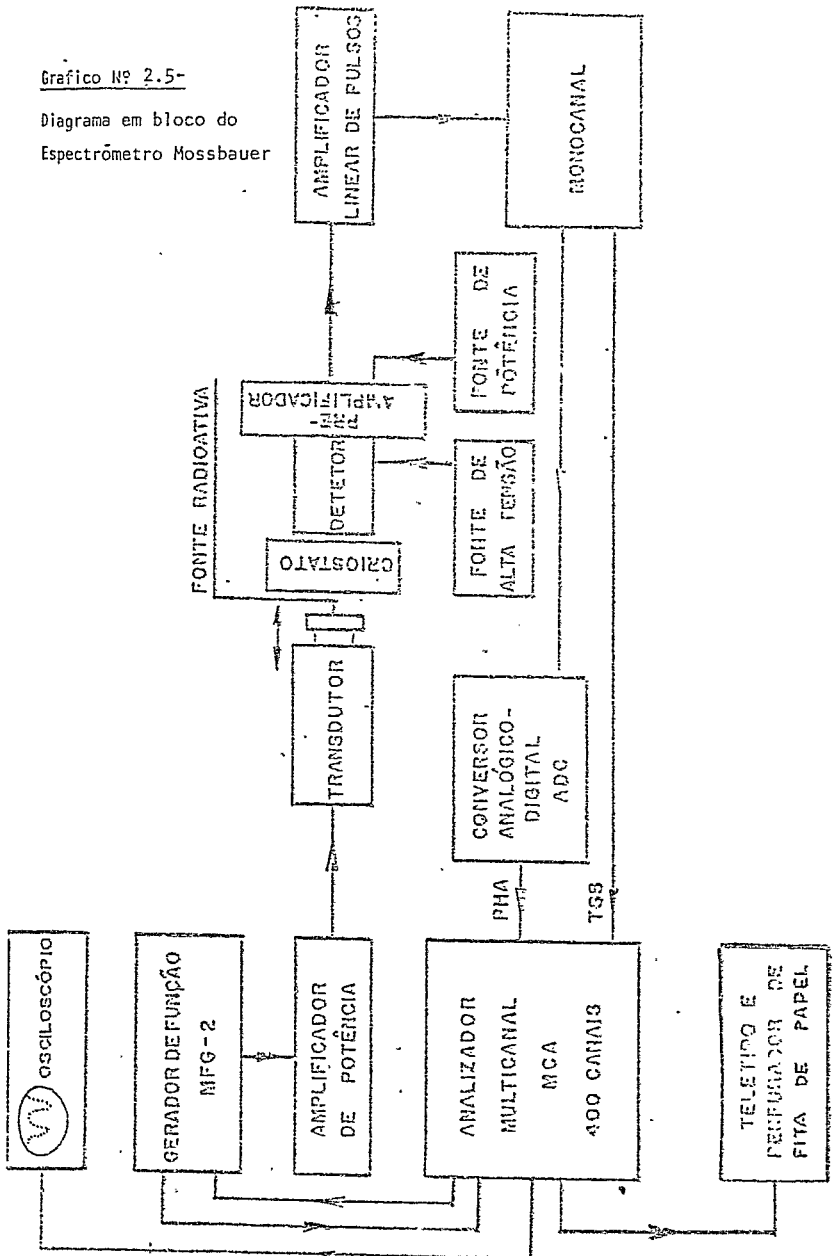 Grafico Nº 2.5-
Diagrama em bloco do
Espectrômetro Mossbauer
OSCILOSCÓPIO
GERADOR DE FUNÇÃO
MFG-2
AMPLIFICADOR
DE POTÊNCIA
TRANSDUTOR
FONTE RADIOATIVA
CRIOSTATO
DETETOR
PRÉ-
AMPLIFICADOR
AMPLIFICADOR
LINEAR DE PULSOS
MONOCANAL
FONTE DE
POTÊNCIA
FONTE DE
ALTA TENSÃO
CONVERSOR
ANALÓGICO-
DIGITAL
ADC
PHA
TGS
ANALIZADOR
MULTICANAL
MCA
400 CANAIS
TELETIPO E
PERFURADOR DE
FITA DE PAPEL